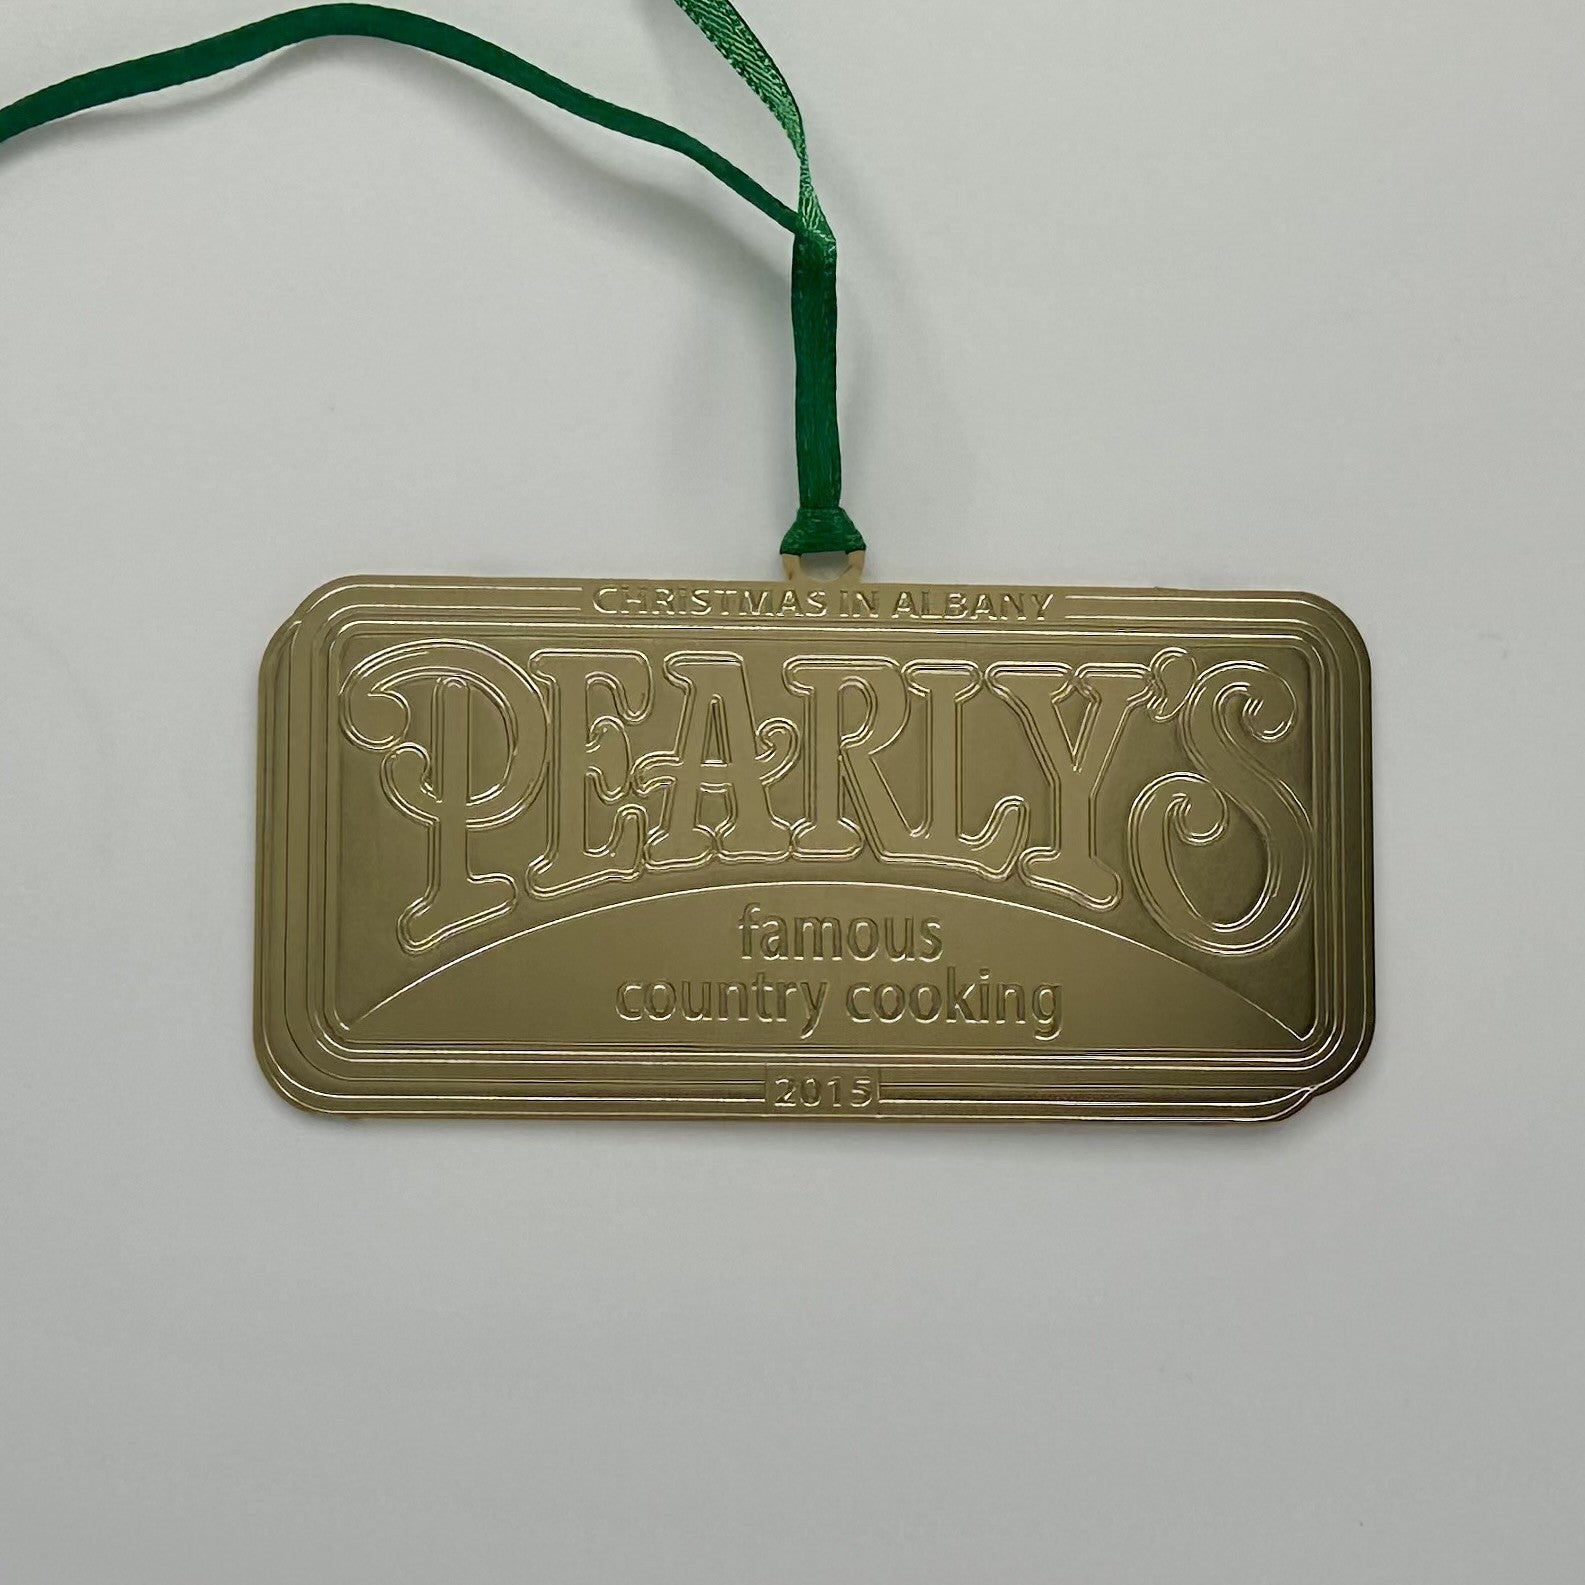 CHRISTMAS IN ALBANY
PEARLY'S
famous
country cooking
2015